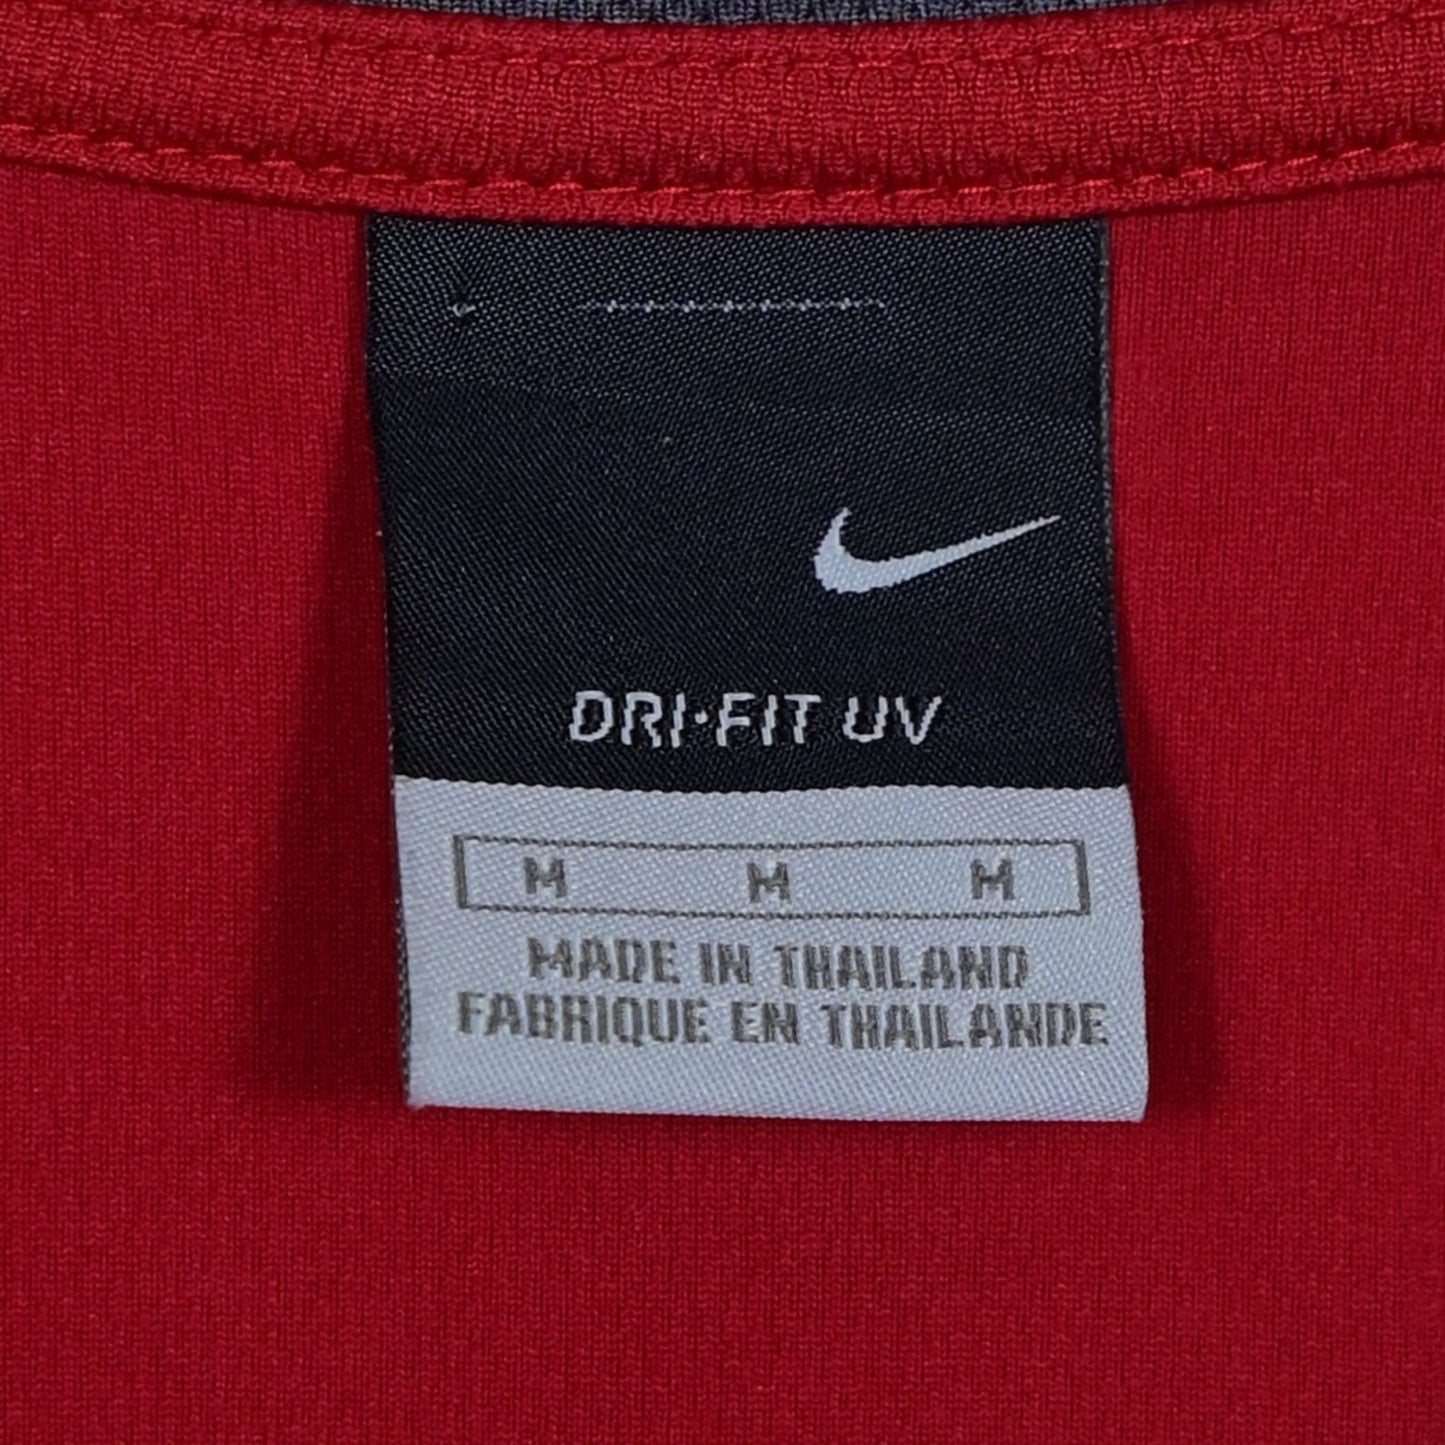 DRI·FIT UV
M M M
MADE IN THAILAND
FABRIQUE EN THAILANDE